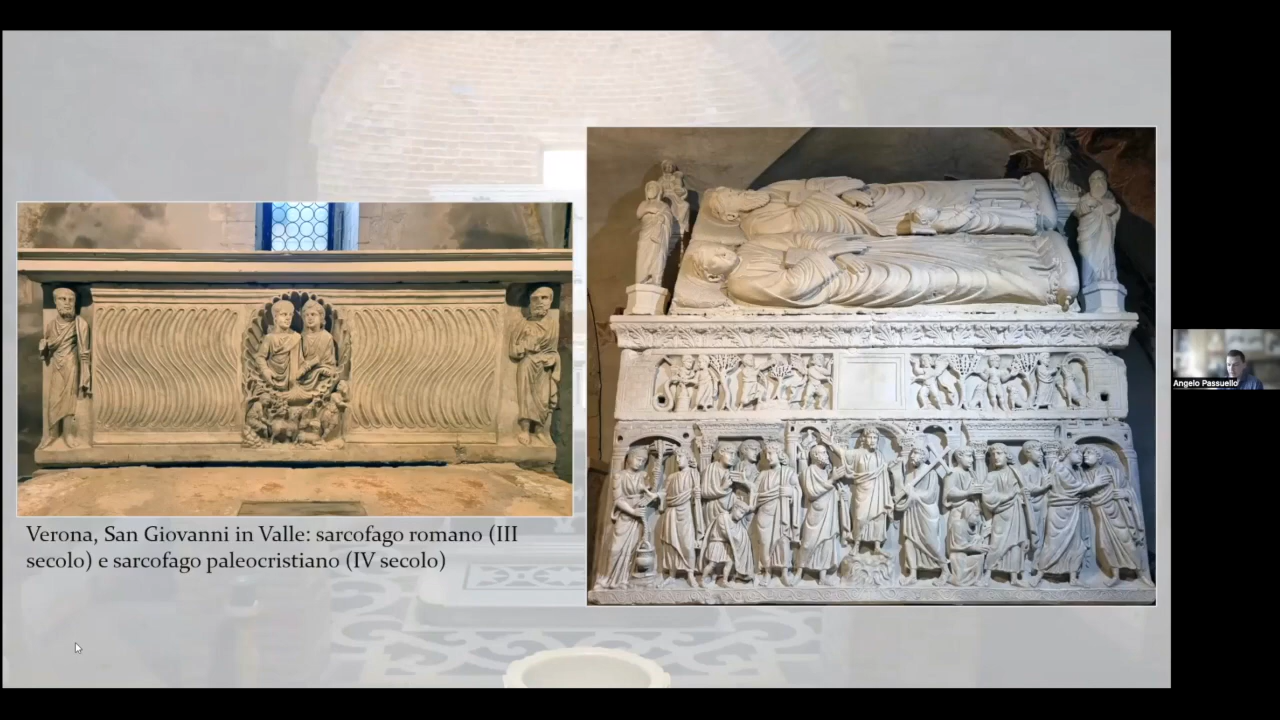 Verona, San Giovanni in Valle: sarcofago romano (III
secolo) e sarcofago paleocristiano (IV secolo)
Angelo Passuello